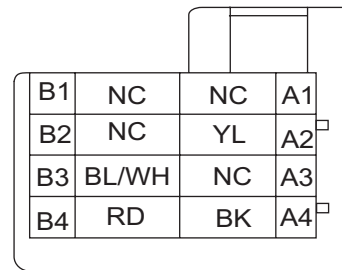 B1 NC NC A1
B2 NC YL A2
B3 BL/WH NC A3
B4 RD BK A4